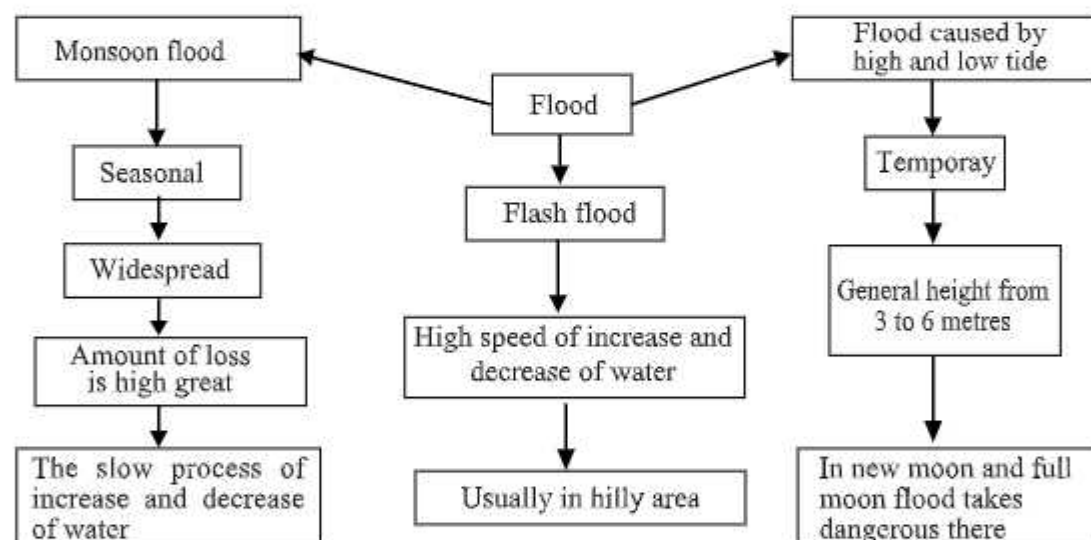 Flood
Monsoon flood
Seasonal
Widespread
Amount of loss
is high great
The slow process of
increase and decrease
of water
Flash flood
High speed of increase and
decrease of water
Usually in hilly area
Flood caused by
high and low tide
Temporay
General height from
3 to 6 metres
In new moon and full
moon flood takes
dangerous there